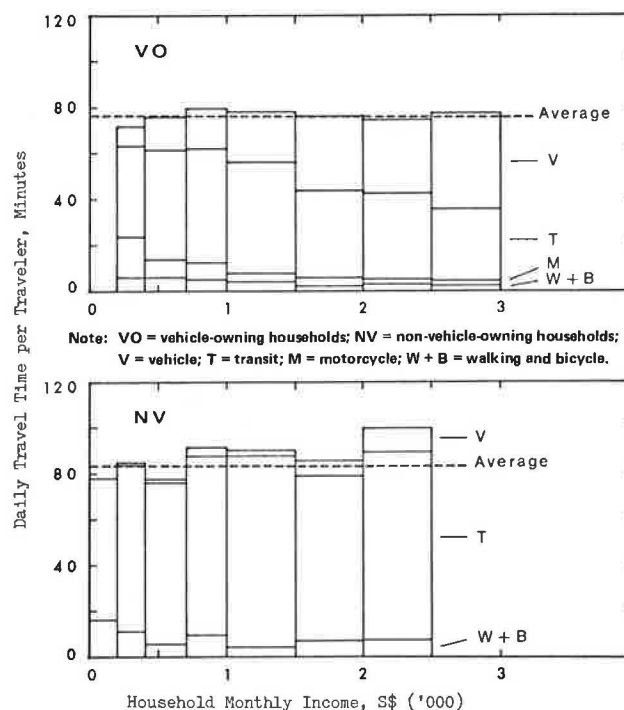 120
VO
80
Average
V
40
T
M
W + B
0
0 1 2 3
Daily Travel Time per Traveler, Minutes
Note: VO = vehicle-owning households; NV = non-vehicle-owning households;
V = vehicle; T = transit; M = motorcycle; W + B = walking and bicycle.
120
NV
V
80
Average
T
40
W + B
0
0 1 2 3
Household Monthly Income, S$ ('000)